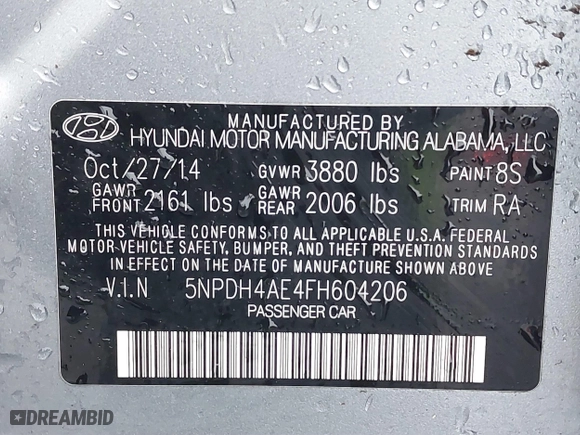 MANUFACTURED BY
HYUNDAI MOTOR MANUFACTURING ALABAMA, LLC
Oct/27/14 GVWR 3880 lbs PAINT 8S
GAWR FRONT 2161 lbs GAWR REAR 2006 lbs TRIM RA
THIS VEHICLE CONFORMS TO ALL APPLICABLE U.S.A. FEDERAL
MOTOR VEHICLE SAFETY, BUMPER, AND THEFT PREVENTION STANDARDS
IN EFFECT ON THE DATE OF MANUFACTURE SHOWN ABOVE.
V.I.N 5NPDH4AE4FH604206
PASSENGER CAR
DREAMBID